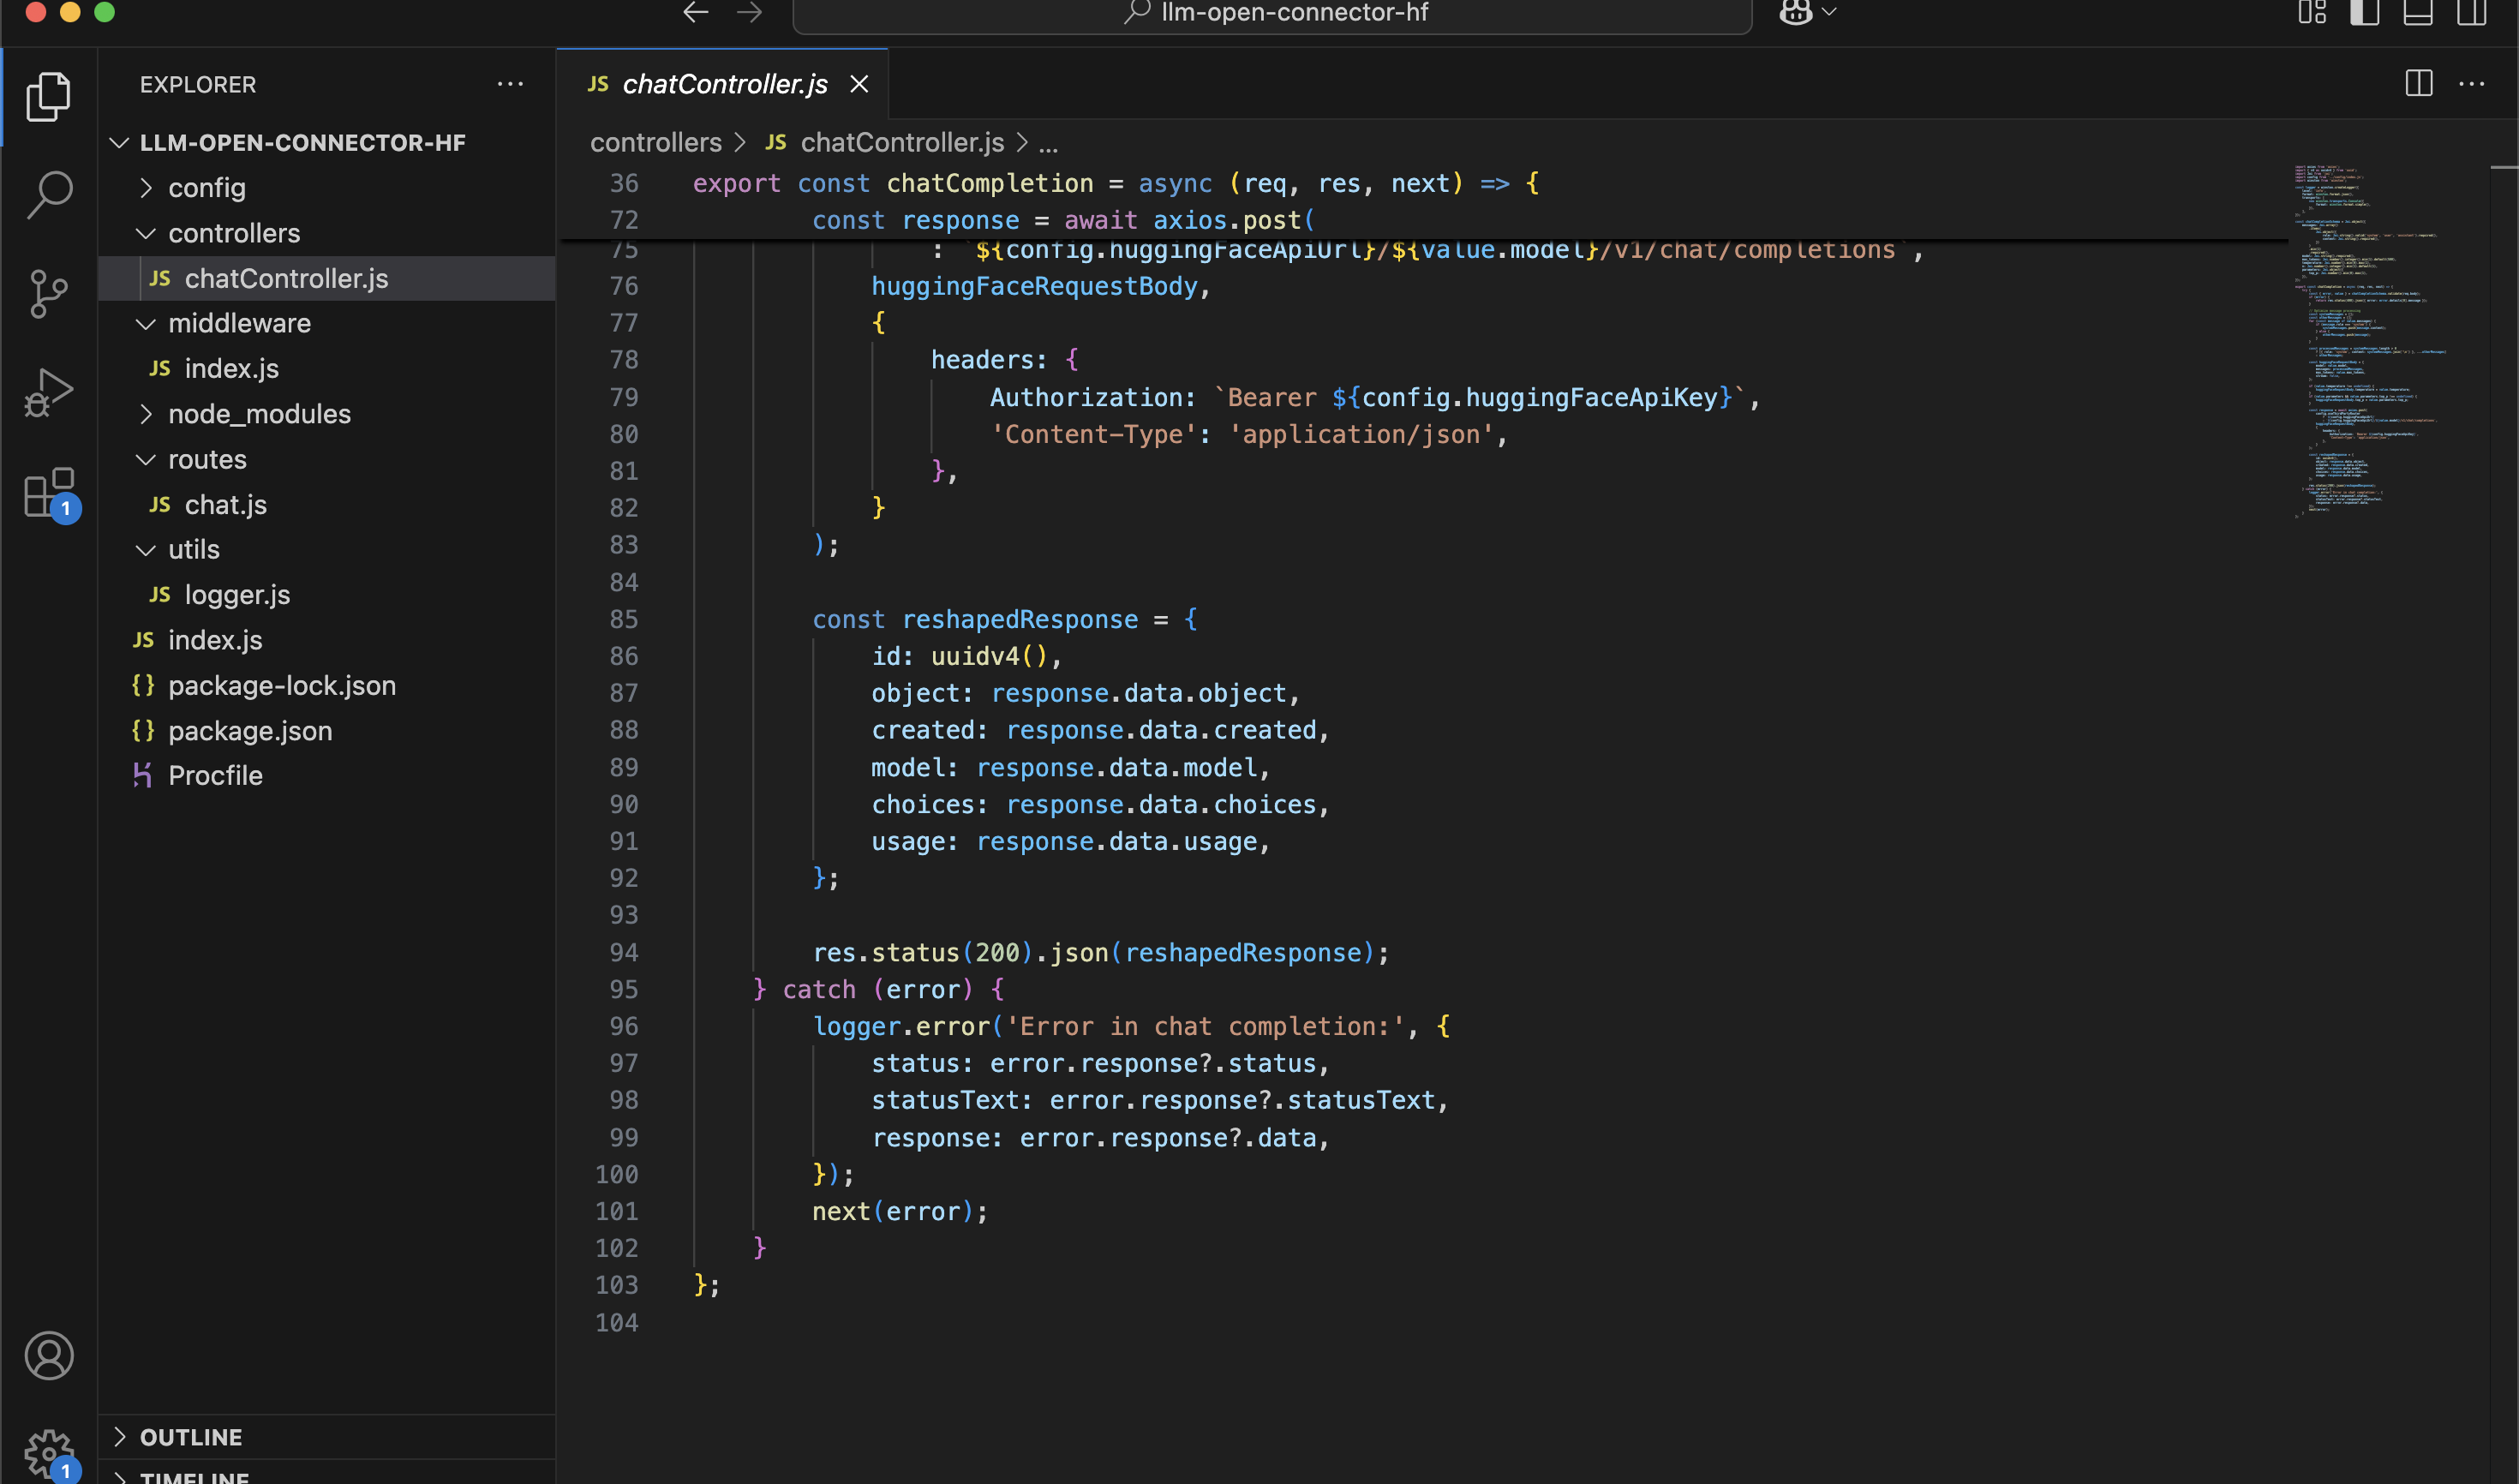 llm-open-connector-hf
EXPLORER
LLM-OPEN-CONNECTOR-HF
config
controllers
JS chatController.js
middleware
JS index.js
node_modules
routes
JS chat.js
utils
JS logger.js
JS index.js
{} package-lock.json
{} package.json
Procfile
OUTLINE
TIMELINE
1
1
JS chatController.js
controllers > JS chatController.js > ...
36 export const chatCompletion = async (req, res, next) => {
72 const response = await axios.post(
75 : `${config.huggingFaceApiUrl}/${value.model}/v1/chat/completions`,
76 huggingFaceRequestBody,
77 {
78 headers: {
79 Authorization: `Bearer ${config.huggingFaceApiKey}`,
80 'Content-Type': 'application/json',
81 },
82 }
83 );
84
85 const reshapedResponse = {
86 id: uuidv4(),
87 object: response.data.object,
88 created: response.data.created,
89 model: response.data.model,
90 choices: response.data.choices,
91 usage: response.data.usage,
92 };
93
94 res.status(200).json(reshapedResponse);
95 } catch (error) {
96 logger.error('Error in chat completion:', {
97 status: error.response?.status,
98 statusText: error.response?.statusText,
99 response: error.response?.data,
100 });
101 next(error);
102 }
103 };
104